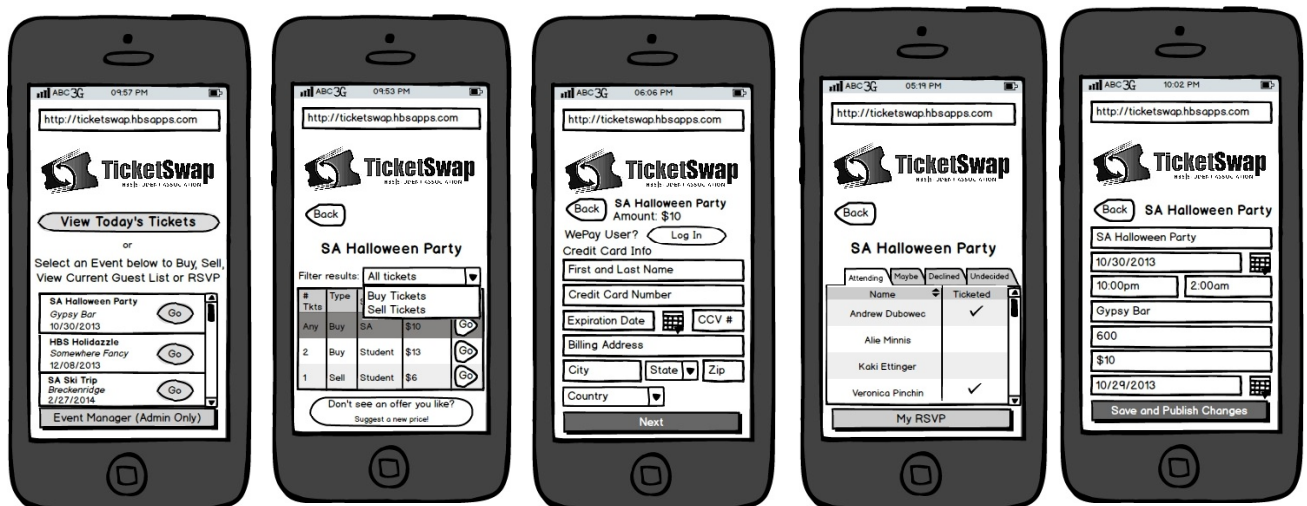 ABC 3G 09:57 PM
http://ticketswap.hbsapps.com
TicketSwap
View Today's Tickets
or
Select an Event below to Buy, Sell,
View Current Guest List or RSVP
SA Halloween Party
Gypsy Bar
10/30/2013
Go
HBS Holidazzle
Somewhere Fancy
12/08/2013
Go
SA Ski Trip
Breckenridge
2/27/2014
Go
Event Manager (Admin Only)
ABC 3G 09:53 PM
http://ticketswap.hbsapps.com
TicketSwap
Back
SA Halloween Party
Filter results: All tickets
Buy Tickets
Sell Tickets
# Tkts Type
Any Buy SA $10 Go
2 Buy Student $13 Go
1 Sell Student $6 Go
Don't see an offer you like?
Suggest a new price!
ABC 3G 06:06 PM
http://ticketswap.hbsapps.com
TicketSwap
Back
SA Halloween Party
Amount: $10
WePay User? Log In
Credit Card Info
First and Last Name
Credit Card Number
Expiration Date CCV #
Billing Address
City State Zip
Country
Next
ABC 3G 05:19 PM
http://ticketswap.hbsapps.com
TicketSwap
Back
SA Halloween Party
Attending Maybe Declined Undecided
Name Ticketed
Andrew Dubowec
Alie Minnis
Kaki Ettinger
Veronica Pinchin
My RSVP
ABC 3G 10:02 PM
http://ticketswap.hbsapps.com
TicketSwap
Back SA Halloween Party
SA Halloween Party
10/30/2013
10:00pm 2:00am
Gypsy Bar
600
$10
10/29/2013
Save and Publish Changes